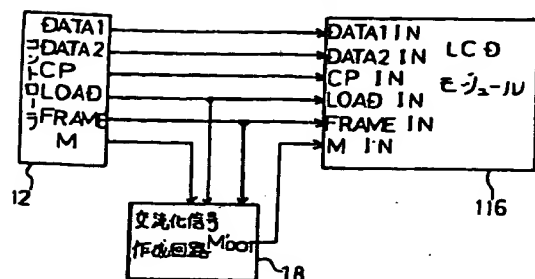 DATA1
DATA2
CP
LOAD
FRAME
M
コントローラ
12
DATA1 IN
DATA2 IN
CP IN
LOAD IN
FRAME IN
M IN
LCD
モジュール
116
交流化信号
作成回路
M'OUT
18